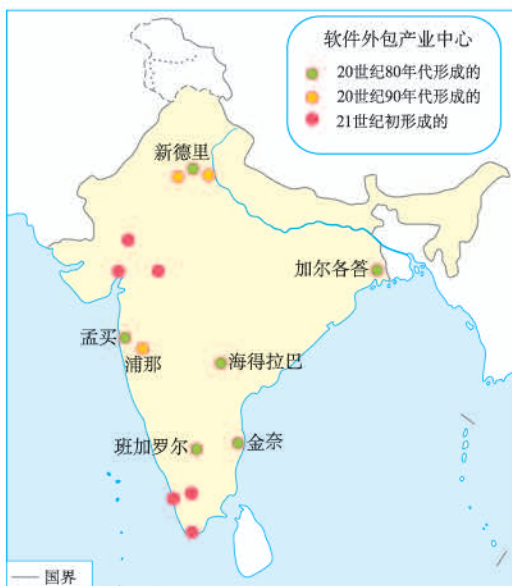 软件外包产业中心
20世纪80年代形成的
20世纪90年代形成的
21世纪初形成的
新德里
加尔各答
孟买
浦那
海得拉巴
班加罗尔
金奈
国界